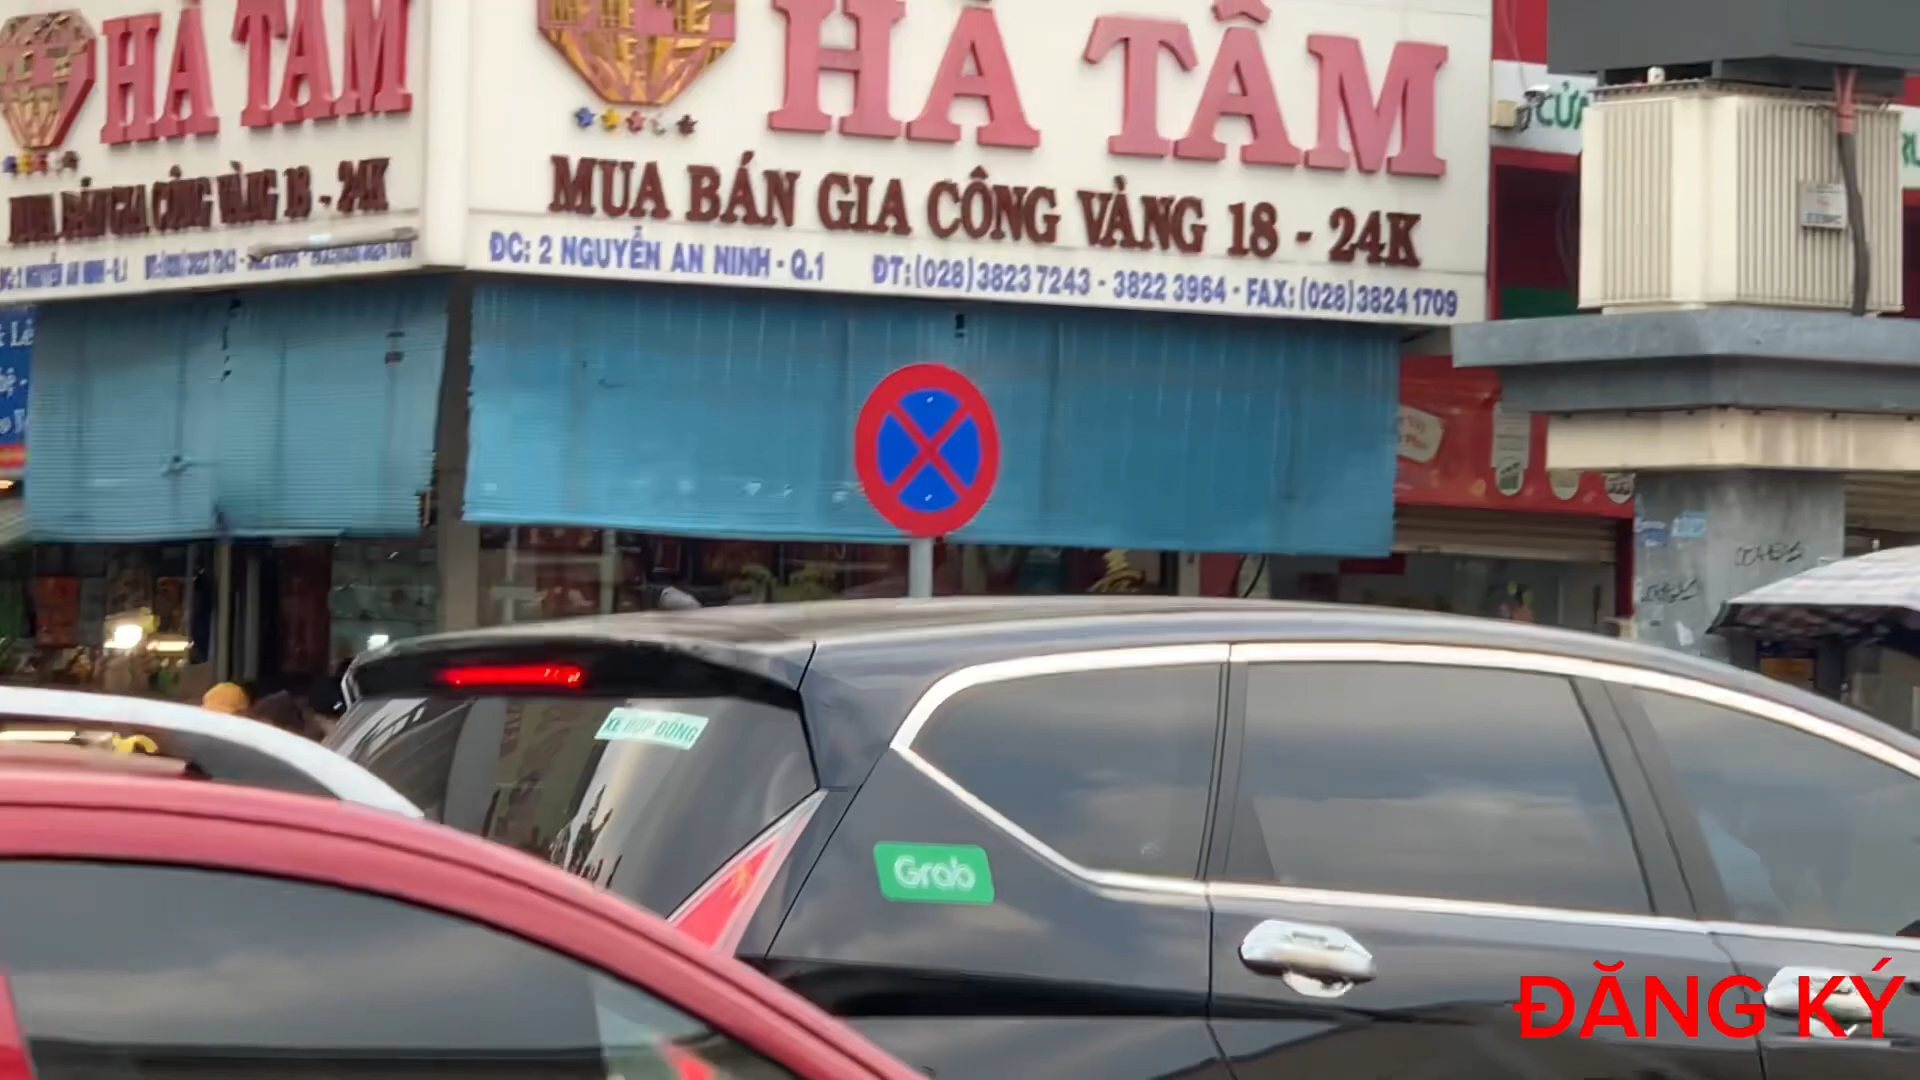 HÀ TÂM
MUA BÁN GIA CÔNG VÀNG 18 - 24K
HÀ TÂM
MUA BÁN GIA CÔNG VÀNG 18 - 24K
ĐC: 2 NGUYỄN AN NINH - Q.1 ĐT: (028) 3823 7243 - 3822 3964 - FAX: (028) 3824 1709
CỬA
XE HỢP ĐỒNG
Grab
ĐĂNG KÝ